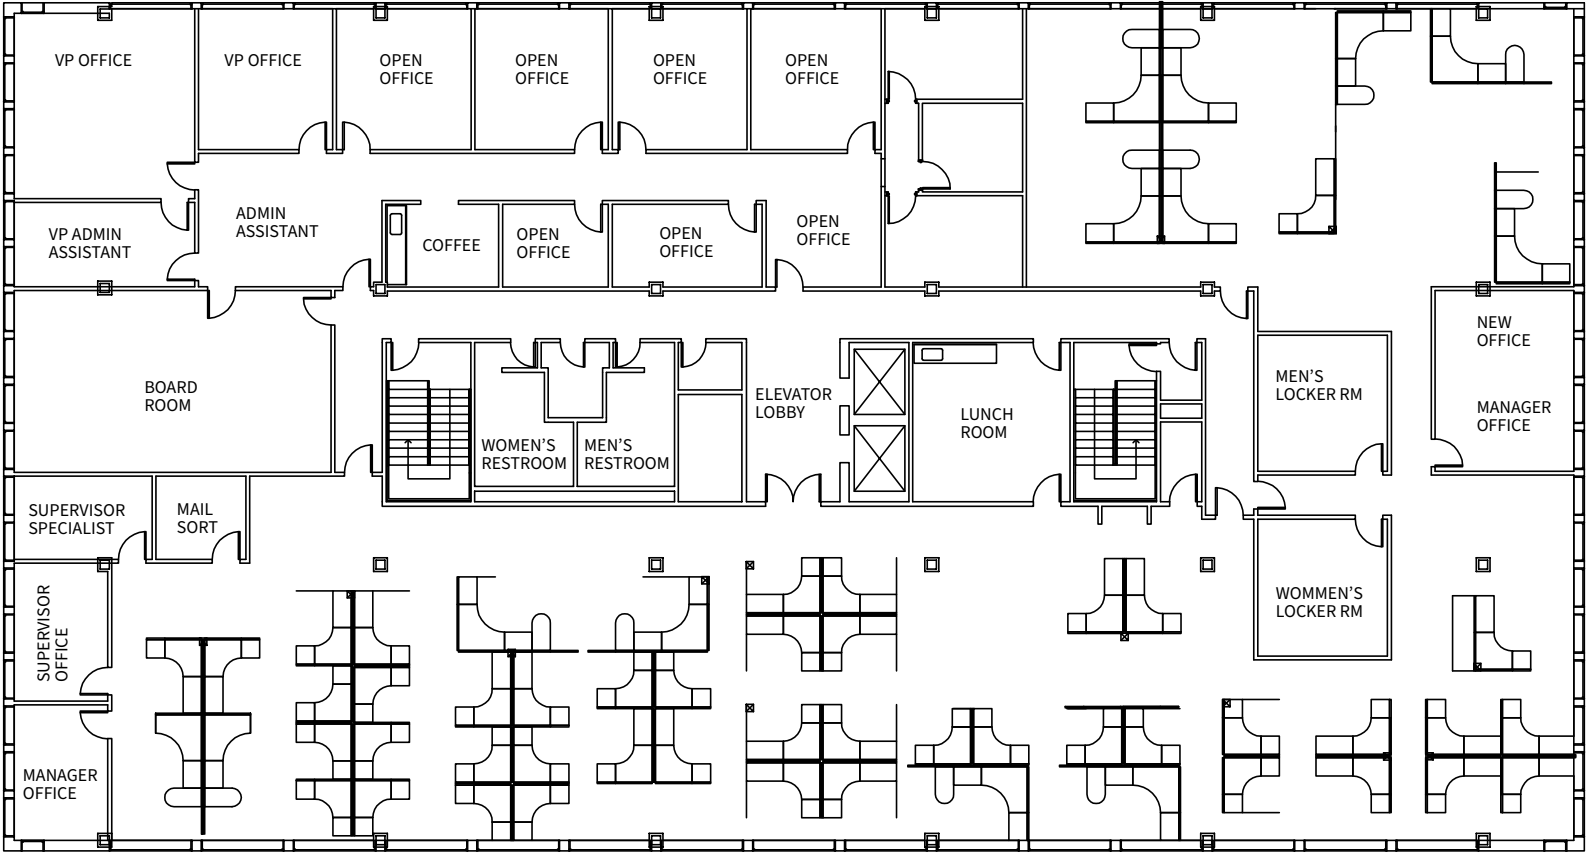 VP OFFICE
VP OFFICE
OPEN
OFFICE
OPEN
OFFICE
OPEN
OFFICE
OPEN
OFFICE
VP ADMIN
ASSISTANT
ADMIN
ASSISTANT
COFFEE
OPEN
OFFICE
OPEN
OFFICE
OPEN
OFFICE
BOARD
ROOM
WOMEN'S
RESTROOM
MEN'S
RESTROOM
ELEVATOR
LOBBY
LUNCH
ROOM
MEN'S
LOCKER RM
NEW
OFFICE
MANAGER
OFFICE
SUPERVISOR
SPECIALIST
MAIL
SORT
SUPERVISOR
OFFICE
WOMMEN'S
LOCKER RM
MANAGER
OFFICE